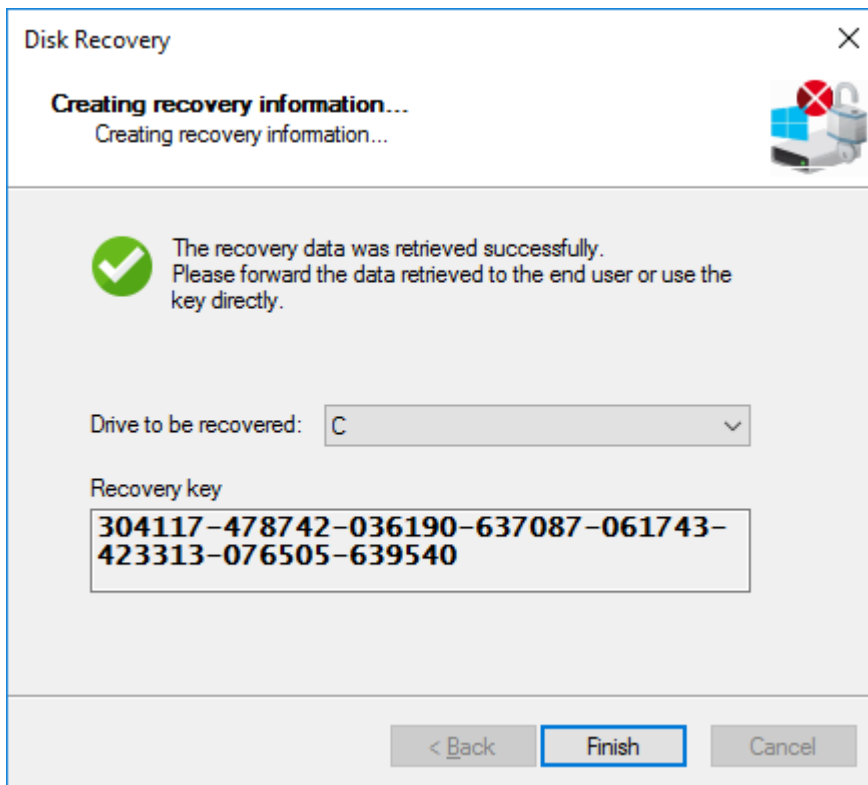 Disk Recovery
Creating recovery information...
Creating recovery information...
The recovery data was retrieved successfully.
Please forward the data retrieved to the end user or use the
key directly.
Drive to be recovered: C
Recovery key
304117-478742-036190-637087-061743-
423313-076505-639540
< Back Finish Cancel